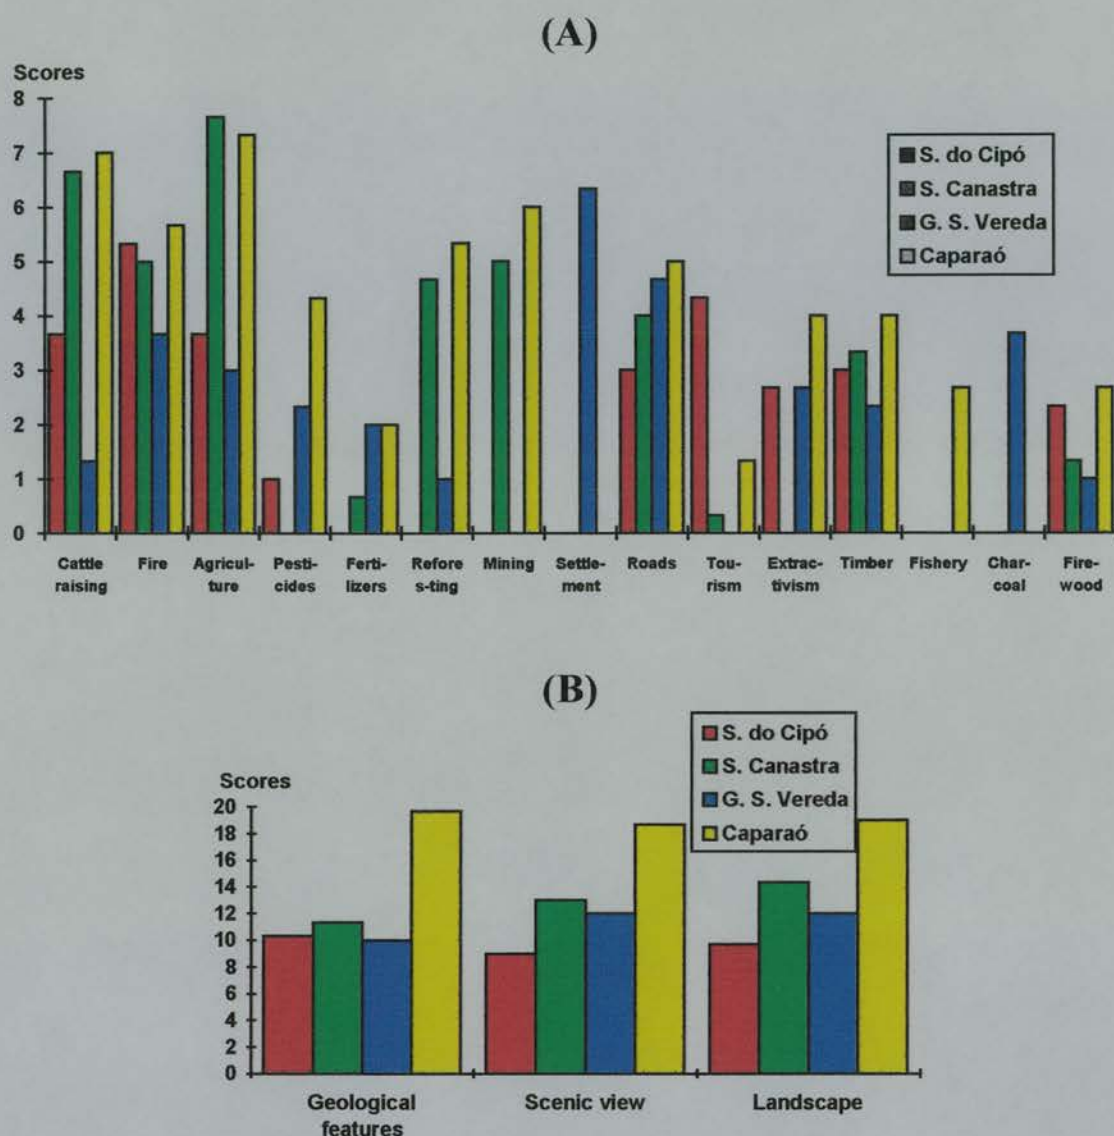 (A)
Scores
8
7
6
5
4
3
2
1
0
S. do Cipó
S. Canastra
G. S. Vereda
Caparaó
Cattle
raising
Fire
Agricul-
ture
Pesti-
cides
Ferti-
lizers
Refore
s-ting
Mining
Settle-
ment
Roads
Tou-
rism
Extrac-
tivism
Timber
Fishery
Char-
coal
Fire-
wood
(B)
S. do Cipó
S. Canastra
G. S. Vereda
Caparaó
Scores
20
18
16
14
12
10
8
6
4
2
0
Geological
features
Scenic view
Landscape